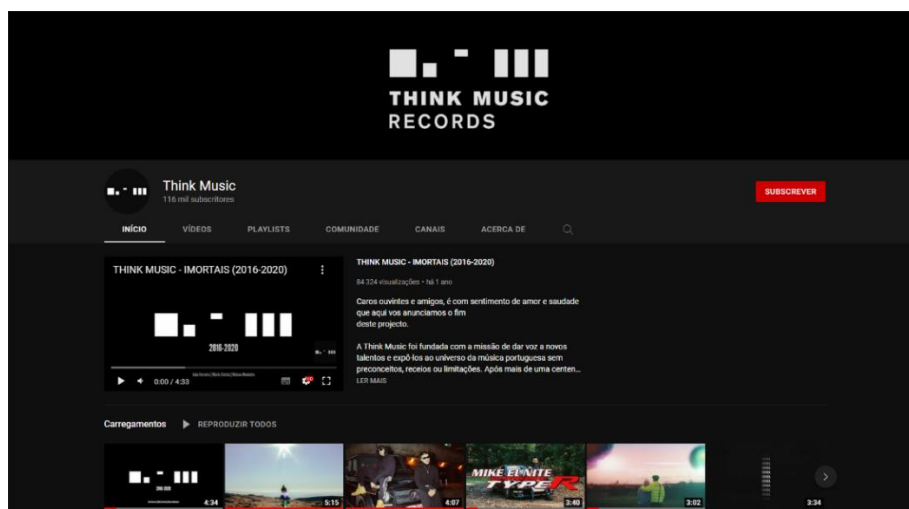 THINK MUSIC
RECORDS
Think Music
116 mil subscritores
SUBSCREVER
INÍCIO VÍDEOS PLAYLISTS COMUNIDADE CANAIS ACERCA DE
THINK MUSIC - IMORTAIS (2016-2020)
2016-2020
0:00 / 4:33
THINK MUSIC - IMORTAIS (2016-2020)
84 324 visualizações • há 1 ano
Caros ouvintes e amigos, é com sentimento de amor e saudade
que aqui vos anunciamos o fim
deste projecto.
A Think Music foi fundada com a missão de dar voz a novos
talentos e expô-los ao universo da música portuguesa sem
preconceitos, receios ou limitações. Após mais de uma centen...
LER MAIS
Carregamentos REPRODUZIR TODOS
4:34
5:15
4:07
MIKE EL NITE
TYPE R
3:40
3:02
3:34